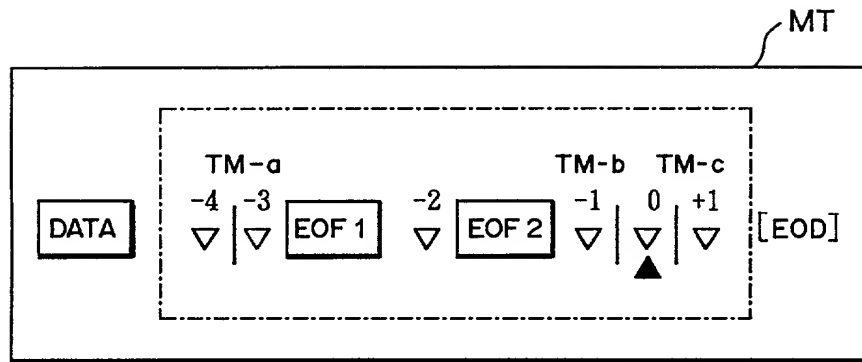 MT
TM-a TM-b TM-c
-4 -3 -2 -1 0 +1
DATA EOF 1 EOF 2 [EOD]